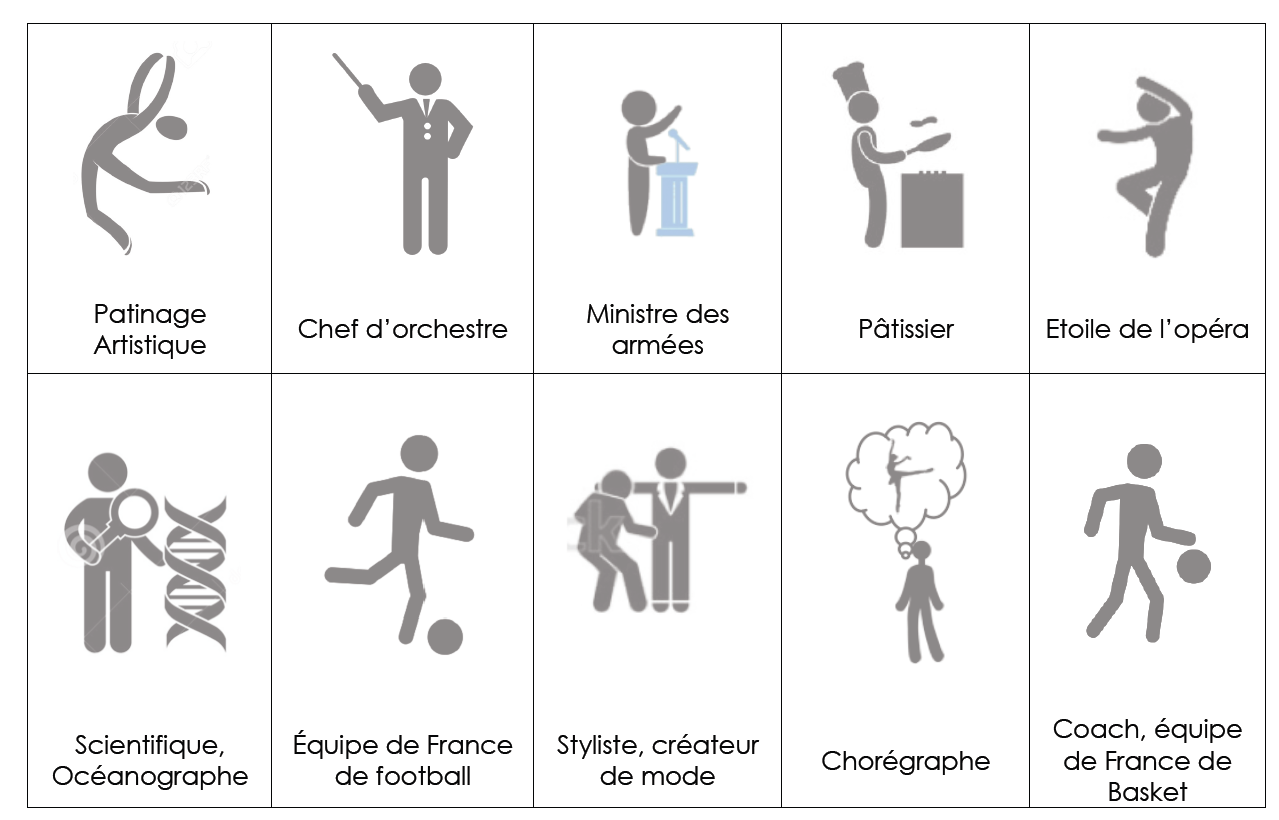 Patinage
Artistique
Chef d’orchestre
Ministre des
armées
Pâtissier
Etoile de l’opéra
Scientifique,
Océanographe
Équipe de France
de football
Styliste, créateur
de mode
Chorégraphe
Coach, équipe
de France de
Basket